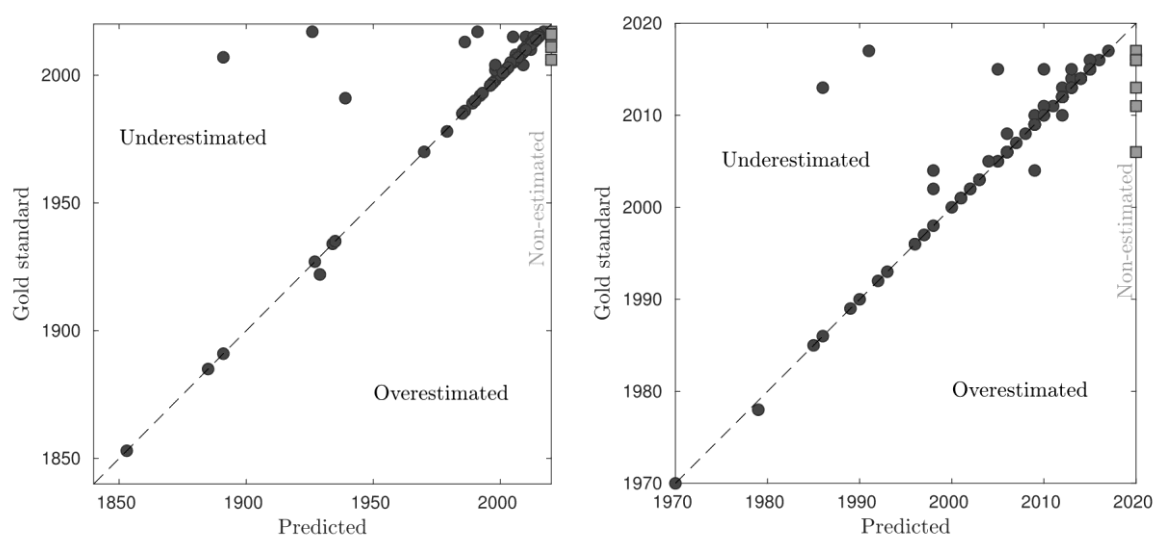 2000
1950
1900
1850
Gold standard
Underestimated
Overestimated
Non-estimated
1850 1900 1950 2000
Predicted
2020
2010
2000
1990
1980
1970
Gold standard
Underestimated
Overestimated
Non-estimated
1970 1980 1990 2000 2010 2020
Predicted